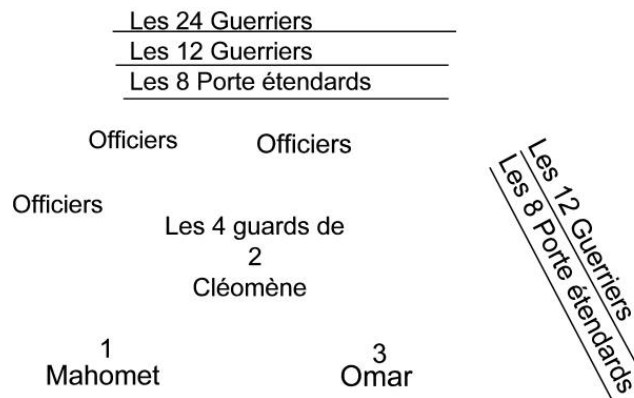 Les 24 Guerriers
Les 12 Guerriers
Les 8 Porte étendards
Officiers
Officiers
Officiers
Les 4 guards de
2
Cléomène
Les 12 Guerriers
Les 8 Porte étendards
1
Mahomet
3
Omar